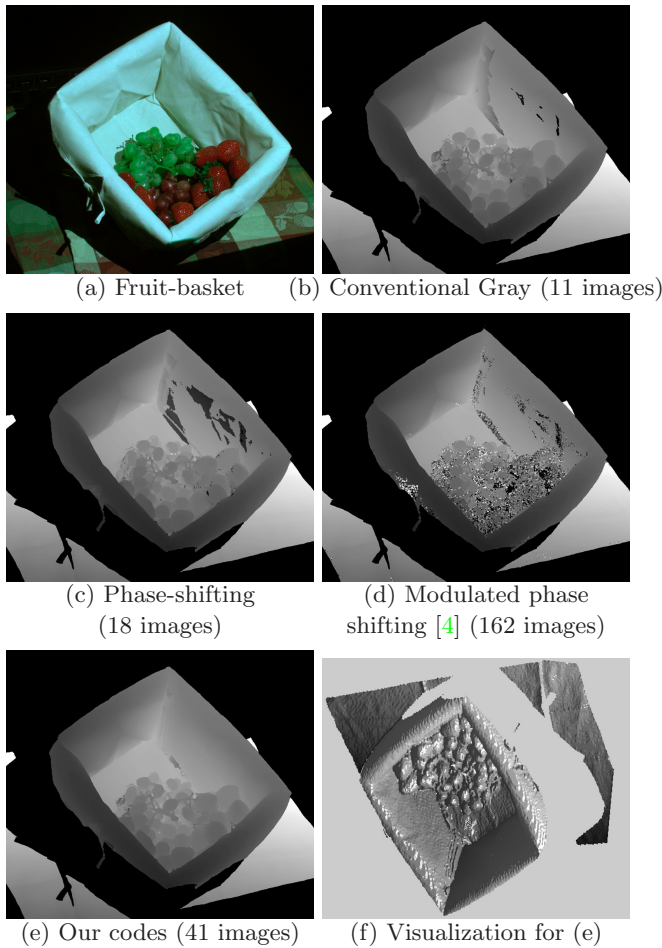 (a) Fruit-basket
(b) Conventional Gray (11 images)
(c) Phase-shifting
(18 images)
(d) Modulated phase
shifting [4] (162 images)
(e) Our codes (41 images)
(f) Visualization for (e)